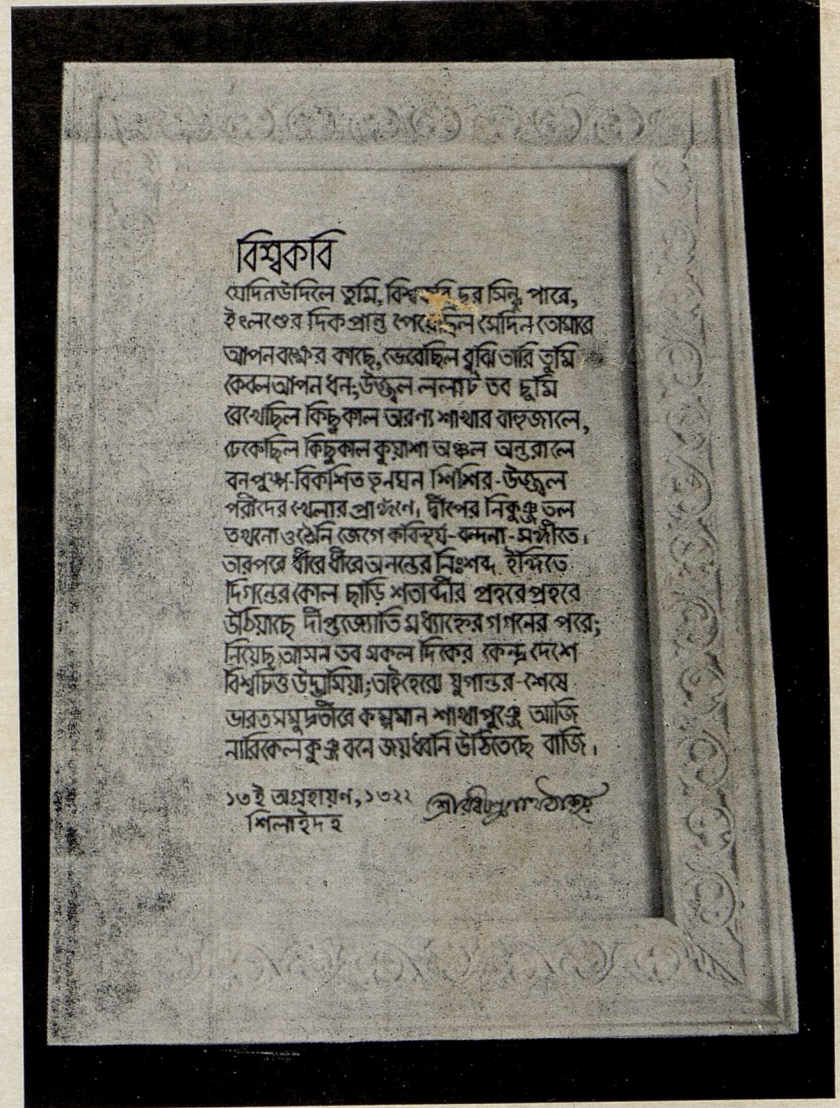 বিশ্বকবি
যেদিন উদিলে তুমি, বিশ্বকবি, দূর সিন্ধু পারে,
ইংলণ্ডের দিক প্রান্ত পেয়েছিল সেদিন তোমারে
আপন বক্ষের কাছে, ভেবেছিল বুঝি তারি তুমি
কেবল আপন ধন; উজ্জ্বল ললাট তব চুমি
রেখেছিল কিছুকাল অরণ্য শাখার বাহুজালে,
ঢেকেছিল কিছুকাল কুয়াশা অঞ্চল অন্তরালে
বনপুষ্প-বিকশিত তৃনঘন শিশির-উজ্জ্বল
পরীদের খেলার প্রাঙ্গণে। দ্বীপের নিকুঞ্জ তল
তখনো ওঠেনি জেগে কবিসূর্য-বন্দনা-সঙ্গীতে।
তারপরে ধীরে ধীরে অনন্তের নিঃশব্দ ইঙ্গিতে
দিগন্তের কোল ছাড়ি শতাব্দীর প্রহরে প্রহরে
উঠিয়াছে দীপ্তজ্যোতি মধ্যাহ্নের গগনের পরে;
নিয়েছ আসন তব সকল দিকের কেন্দ্র দেশে
বিশ্বচিত্ত উদ্ভাসিয়া; তাই হেরো যুগান্তর-শেষে
ভারতসমুদ্রতীরে কম্পমান শাখাপুঞ্জে আজি
নারিকেল কুঞ্জ বনে জয়ধ্বনি উঠিতেছে বাজি।
১৩ই অগ্রহায়ন, ১৩২২ শ্রীরবীন্দ্রনাথ ঠাকুর
শিলাইদহ